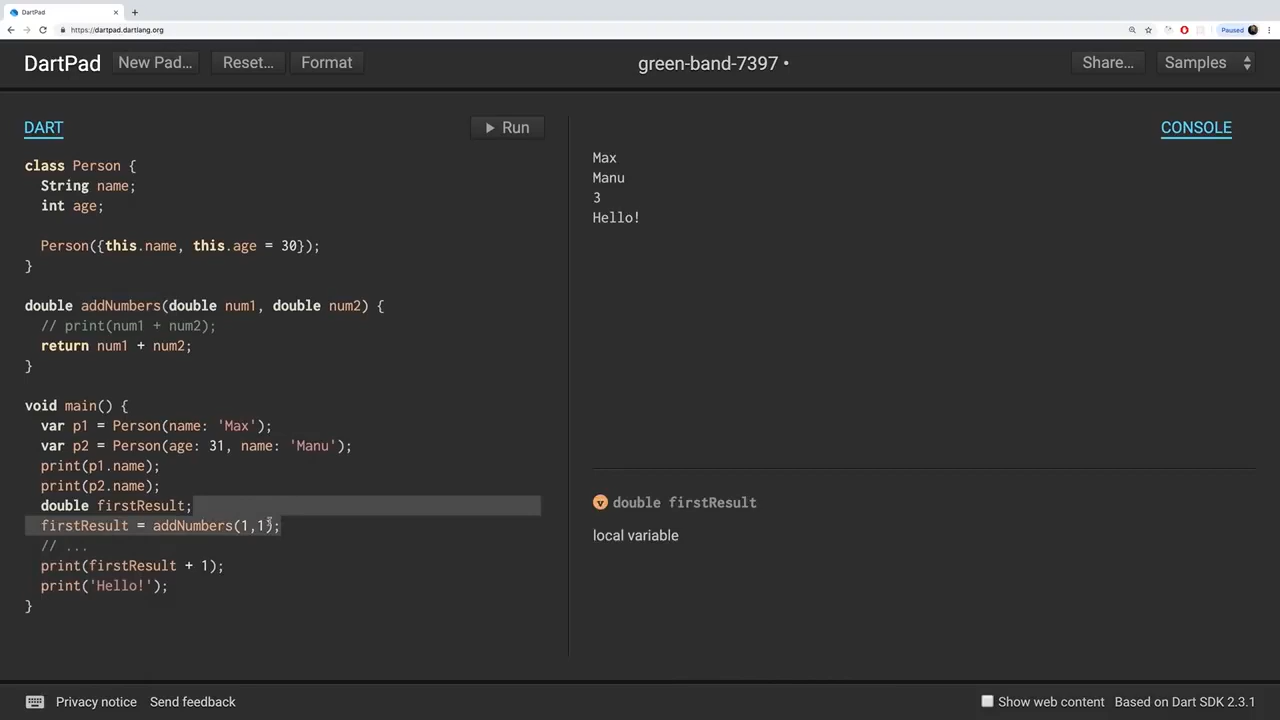 DartPad
https://dartpad.dartlang.org
Paused
DartPad New Pad... Reset... Format green-band-7397 • Share... Samples
DART Run CONSOLE
class Person {
  String name;
  int age;

  Person({this.name, this.age = 30});
}

double addNumbers(double num1, double num2) {
  // print(num1 + num2);
  return num1 + num2;
}

void main() {
  var p1 = Person(name: 'Max');
  var p2 = Person(age: 31, name: 'Manu');
  print(p1.name);
  print(p2.name);
  double firstResult;
  firstResult = addNumbers(1,1);
  // ...
  print(firstResult + 1);
  print('Hello!');
}
Max
Manu
3
Hello!
v double firstResult
local variable
Privacy notice Send feedback Show web content Based on Dart SDK 2.3.1